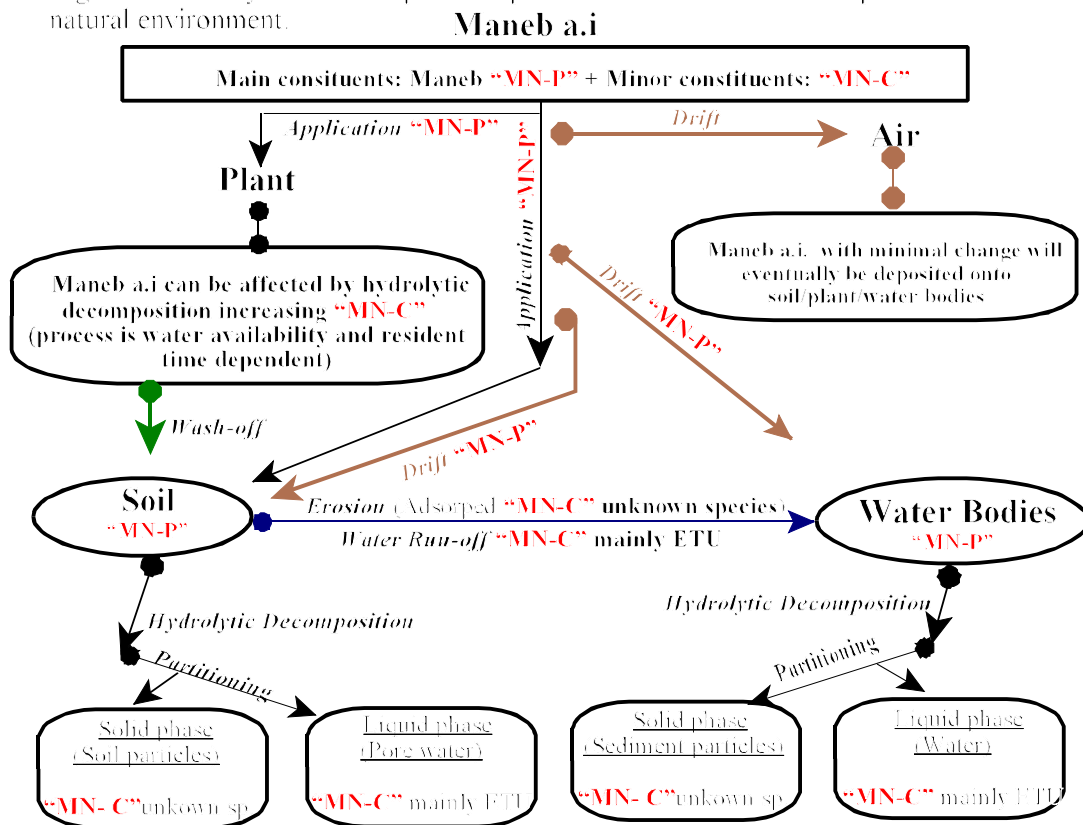 natural environment.
Maneb a.i
Main consituents: Maneb “MN-P” + Minor constituents: “MN-C”
Application “MN-P”
Drift
Air
Plant
Application “MN-P”
Maneb a.i. with minimal change will
eventually be deposited onto
soil/plant/water bodies
Maneb a.i can be affected by hydrolytic
decomposition increasing “MN-C”
(process is water availability and resident
time dependent)
Drift “MN-P”
Wash-off
Drift “MN-P”
Soil
“MN-P”
Erosion (Adsorped “MN-C” unknown species)
Water Run-off “MN-C” mainly ETU
Water Bodies
“MN-P”
Hydrolytic Decomposition
Hydrolytic Decomposition
Partitioning
Partitioning
Solid phase
(Soil particles)
“MN- C”unkown sp
Liquid phase
(Pore water)
“MN-C” mainly ETU
Solid phase
(Sediment particles)
“MN- C”unknown sp
Liquid phase
(Water)
“MN-C” mainly ETU